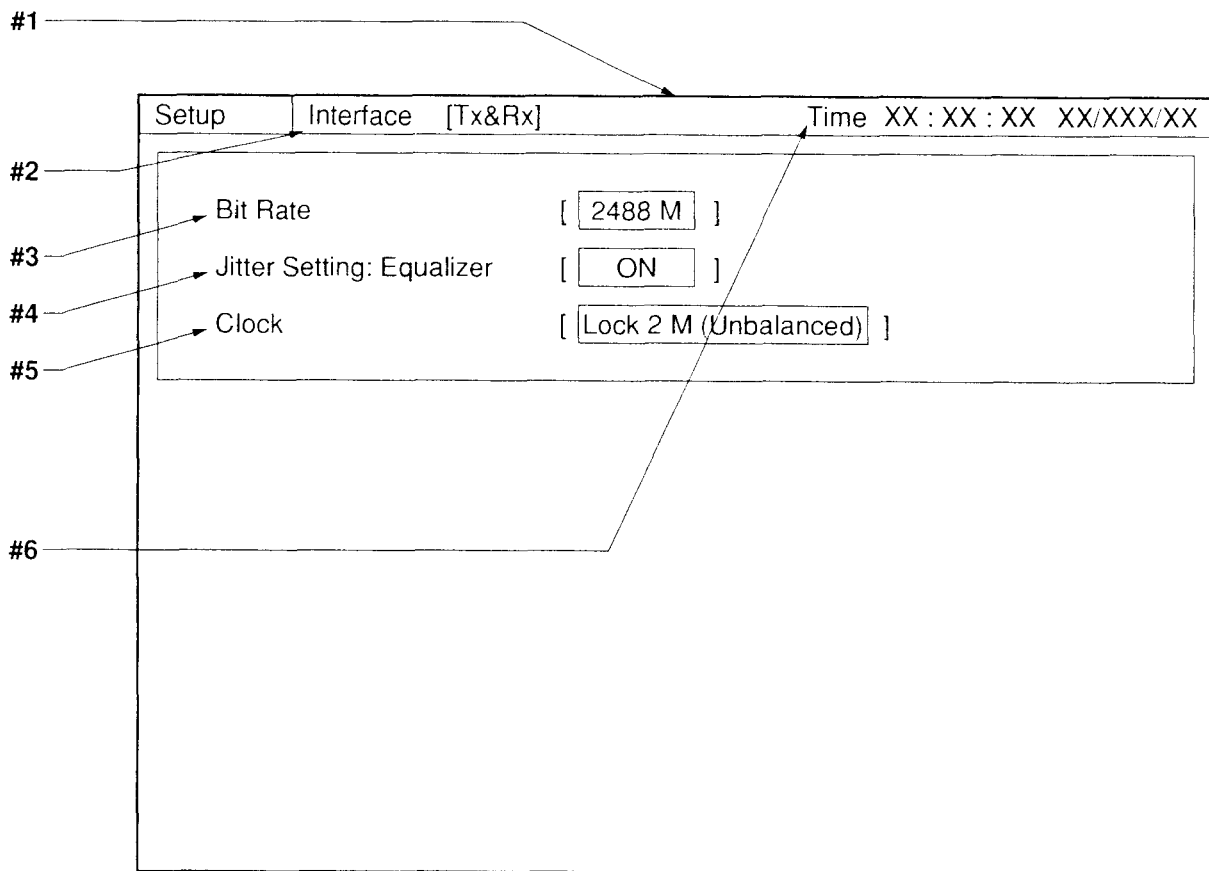 #1
Setup Interface [Tx&Rx] Time XX : XX : XX XX/XXX/XX
#2
Bit Rate [ 2488 M ]
#3
Jitter Setting: Equalizer [ ON ]
#4
Clock [ Lock 2 M (Unbalanced) ]
#5
#6